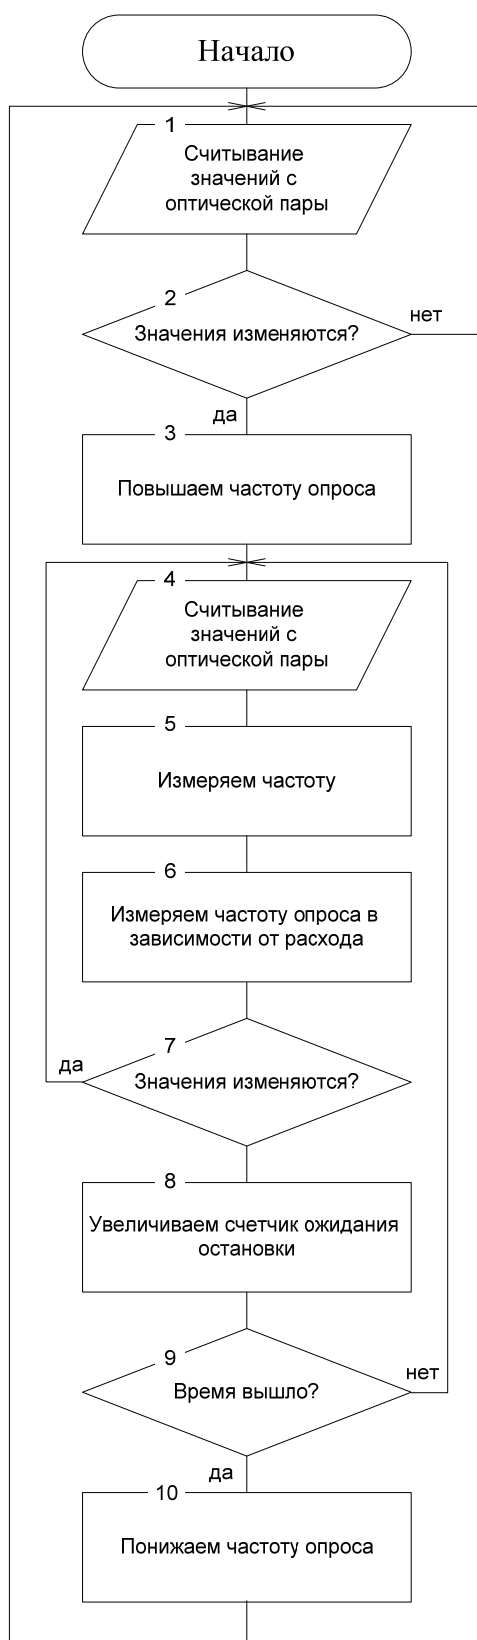 Начало
1
Считывание
значений с
оптической пары
2
Значения изменяются?
нет
да
3
Повышаем частоту опроса
4
Считывание
значений с
оптической пары
5
Измеряем частоту
6
Измеряем частоту опроса в
зависимости от расхода
7
да
Значения изменяются?
8
Увеличиваем счетчик ожидания
остановки
9
нет
Время вышло?
да
10
Понижаем частоту опроса